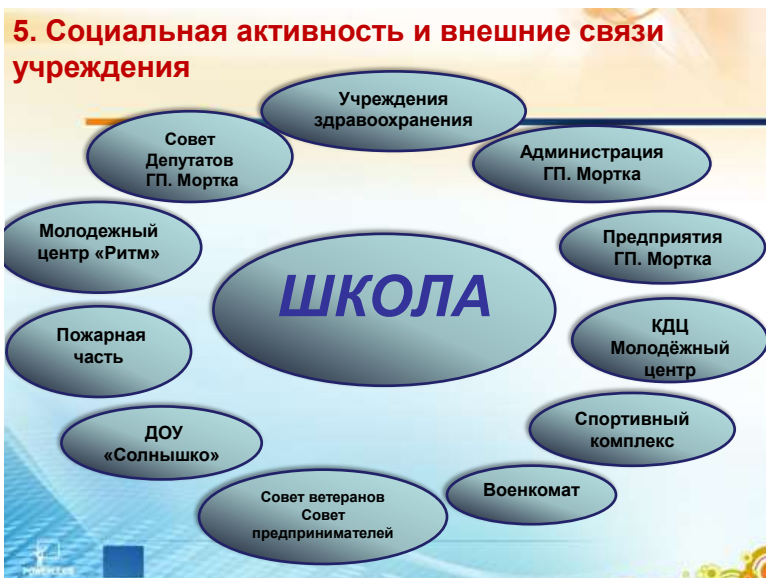 5. Социальная активность и внешние связи
учреждения
Учреждения
здравоохранения
Совет
Депутатов
ГП. Мортка
Администрация
ГП. Мортка
Молодежный
центр «Ритм»
Предприятия
ГП. Мортка
ШКОЛА
Пожарная
часть
КДЦ
Молодёжный
центр
ДОУ
«Солнышко»
Спортивный
комплекс
Совет ветеранов
Совет
предпринимателей
Военкомат